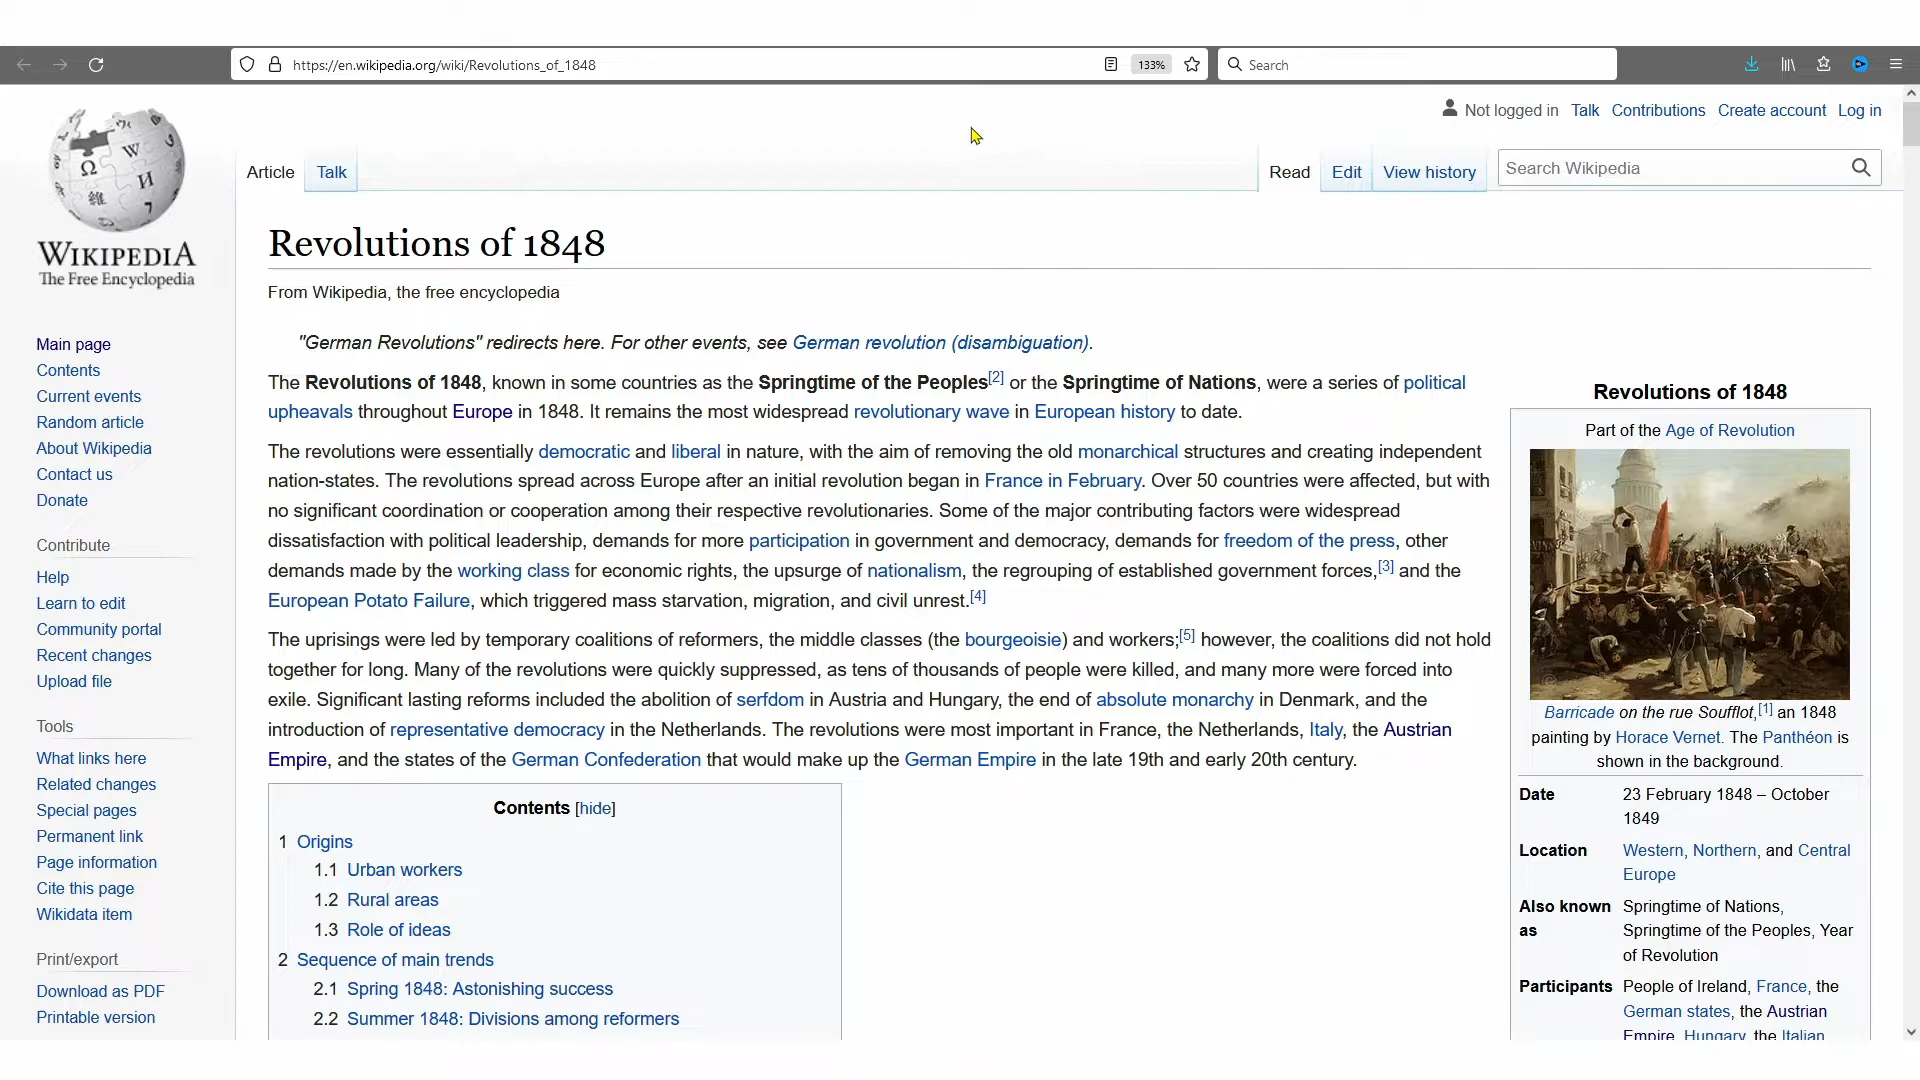 https://en.wikipedia.org/wiki/Revolutions_of_1848
133%
Search
Not logged in Talk Contributions Create account Log in
Article Talk
Read Edit View history
Search Wikipedia
WIKIPEDIA
The Free Encyclopedia
Main page
Contents
Current events
Random article
About Wikipedia
Contact us
Donate
Contribute
Help
Learn to edit
Community portal
Recent changes
Upload file
Tools
What links here
Related changes
Special pages
Permanent link
Page information
Cite this page
Wikidata item
Print/export
Download as PDF
Printable version
Revolutions of 1848
From Wikipedia, the free encyclopedia
"German Revolutions" redirects here. For other events, see German revolution (disambiguation).
The Revolutions of 1848, known in some countries as the Springtime of the Peoples[2] or the Springtime of Nations, were a series of political
upheavals throughout Europe in 1848. It remains the most widespread revolutionary wave in European history to date.
The revolutions were essentially democratic and liberal in nature, with the aim of removing the old monarchical structures and creating independent
nation-states. The revolutions spread across Europe after an initial revolution began in France in February. Over 50 countries were affected, but with
no significant coordination or cooperation among their respective revolutionaries. Some of the major contributing factors were widespread
dissatisfaction with political leadership, demands for more participation in government and democracy, demands for freedom of the press, other
demands made by the working class for economic rights, the upsurge of nationalism, the regrouping of established government forces,[3] and the
European Potato Failure, which triggered mass starvation, migration, and civil unrest.[4]
The uprisings were led by temporary coalitions of reformers, the middle classes (the bourgeoisie) and workers;[5] however, the coalitions did not hold
together for long. Many of the revolutions were quickly suppressed, as tens of thousands of people were killed, and many more were forced into
exile. Significant lasting reforms included the abolition of serfdom in Austria and Hungary, the end of absolute monarchy in Denmark, and the
introduction of representative democracy in the Netherlands. The revolutions were most important in France, the Netherlands, Italy, the Austrian
Empire, and the states of the German Confederation that would make up the German Empire in the late 19th and early 20th century.
Contents [hide]
1 Origins
1.1 Urban workers
1.2 Rural areas
1.3 Role of ideas
2 Sequence of main trends
2.1 Spring 1848: Astonishing success
2.2 Summer 1848: Divisions among reformers
Revolutions of 1848
Part of the Age of Revolution
Barricade on the rue Soufflot,[1] an 1848
painting by Horace Vernet. The Panthéon is
shown in the background.
Date 23 February 1848 – October
1849
Location Western, Northern, and Central
Europe
Also known Springtime of Nations,
as Springtime of the Peoples, Year
of Revolution
Participants People of Ireland, France, the
German states, the Austrian
Empire, Hungary, the Italian